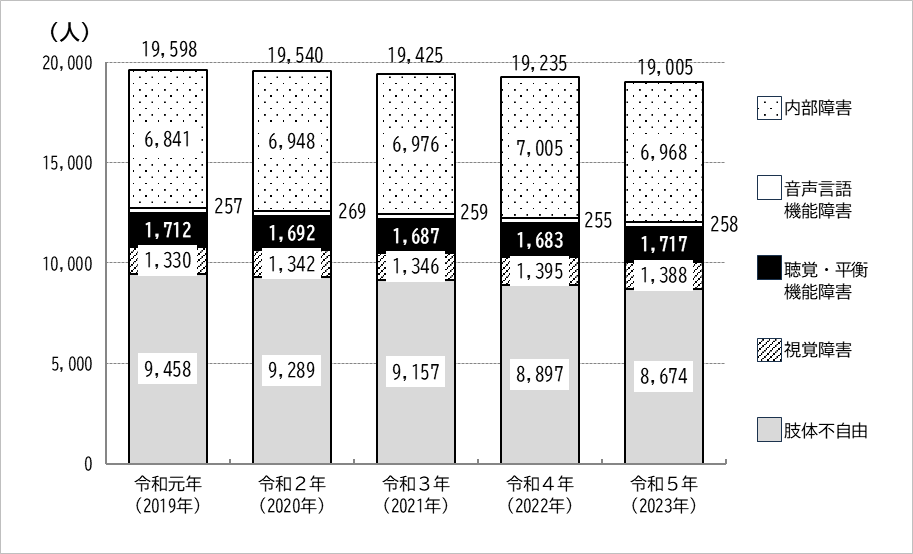 （人）
19,598
19,540
19,425
19,235
19,005
20,000
15,000
10,000
5,000
0
6,841
6,948
6,976
7,005
6,968
257
269
259
255
258
1,712
1,692
1,687
1,683
1,717
1,330
1,342
1,346
1,395
1,388
9,458
9,289
9,157
8,897
8,674
令和元年
（2019年）
令和２年
（2020年）
令和３年
（2021年）
令和４年
（2022年）
令和５年
（2023年）
内部障害
音声言語
機能障害
聴覚・平衡
機能障害
視覚障害
肢体不自由